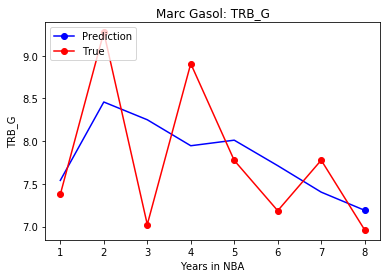 Marc Gasol: TRB_G
Prediction
True
TRB_G
9.0
8.5
8.0
7.5
7.0
1 2 3 4 5 6 7 8
Years in NBA